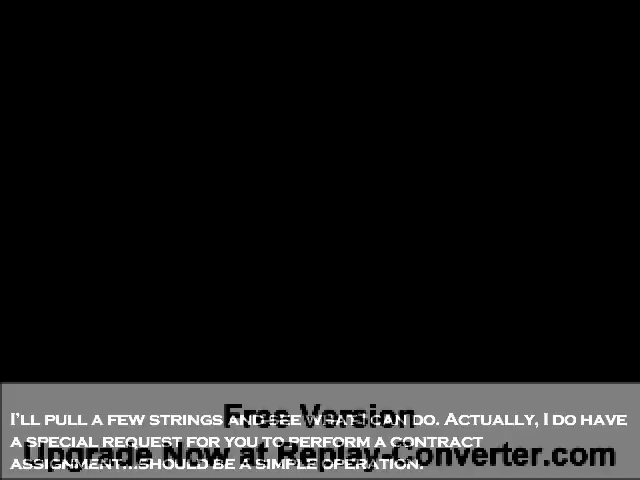 I'll pull a few strings and see what I can do. Actually, I do have
a special request for you to perform a contract
assignment...should be a simple operation.
Free Version
Upgrade Now at Replay-Converter.com